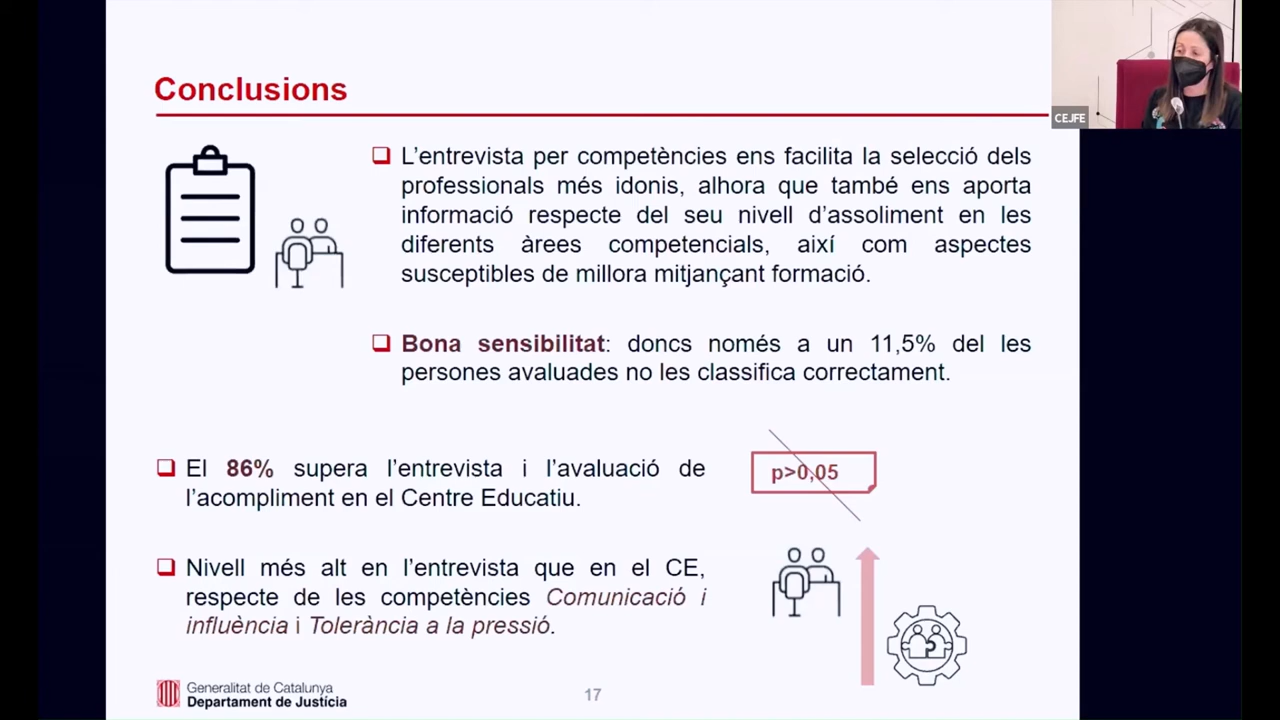 Conclusions
CEJFE
L’entrevista per competències ens facilita la selecció dels
professionals més idonis, alhora que també ens aporta
informació respecte del seu nivell d’assoliment en les
diferents àrees competencials, així com aspectes
susceptibles de millora mitjançant formació.
Bona sensibilitat: doncs només a un 11,5% del les
persones avaluades no les classifica correctament.
El 86% supera l’entrevista i l’avaluació de
l’acompliment en el Centre Educatiu.
p>0,05
Nivell més alt en l’entrevista que en el CE,
respecte de les competències Comunicació i
influència i Tolerància a la pressió.
Generalitat de Catalunya
Departament de Justícia
17